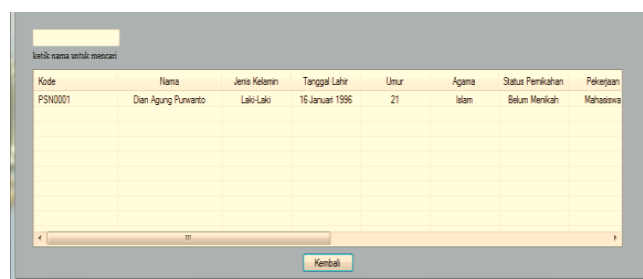 ketik nama untuk mencari
Kode Nama Jenis Kelamin Tanggal Lahir Umur Agama Status Pernikahan Pekerjaan
PSN0001 Dian Agung Purwanto Laki-Laki 16 Januari 1996 21 Islam Belum Menikah Mahasiswa
Kembali